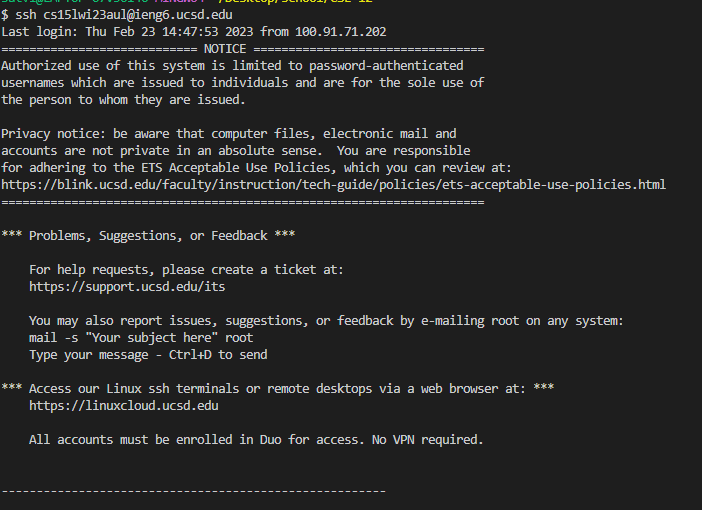 $ ssh cs15lwi23aul@ieng6.ucsd.edu
Last login: Thu Feb 23 14:47:53 2023 from 100.91.71.202
============================ NOTICE =================================
Authorized use of this system is limited to password-authenticated
usernames which are issued to individuals and are for the sole use of
the person to whom they are issued.
Privacy notice: be aware that computer files, electronic mail and
accounts are not private in an absolute sense.  You are responsible
for adhering to the ETS Acceptable Use Policies, which you can review at:
https://blink.ucsd.edu/faculty/instruction/tech-guide/policies/ets-acceptable-use-policies.html
=====================================================================
*** Problems, Suggestions, or Feedback ***
    For help requests, please create a ticket at:
    https://support.ucsd.edu/its
    You may also report issues, suggestions, or feedback by e-mailing root on any system:
    mail -s "Your subject here" root
    Type your message - Ctrl+D to send
*** Access our Linux ssh terminals or remote desktops via a web browser at: ***
    https://linuxcloud.ucsd.edu
    All accounts must be enrolled in Duo for access. No VPN required.
-------------------------------------------------------